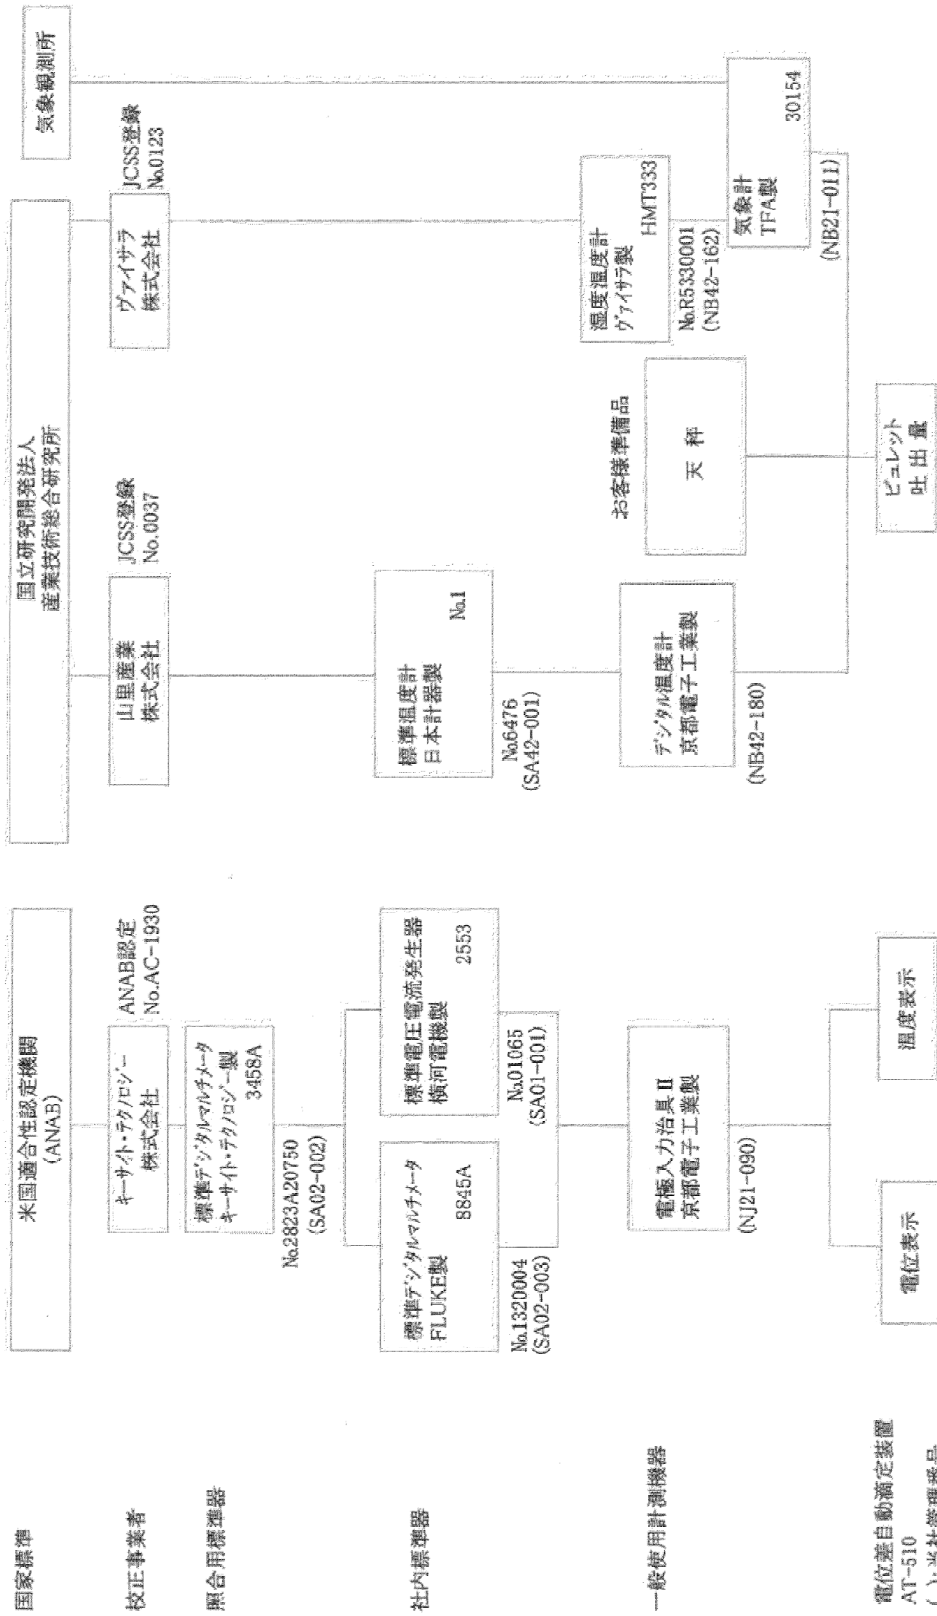 国家標準
米国適合性認定機関
(ANAB)
国立研究開発法人
産業技術総合研究所
気象観測所
校正事業者
キーサイト・テクノロジー
株式会社
ANAB認定
No.AC-1930
山里産業
株式会社
JCSS登録
No.0037
ヴァイサラ
株式会社
JCSS登録
No.0123
照合用標準器
標準デジタルマルチメータ
キーサイト・テクノロジー製
3458A
No.2823A20750
(SA02-002)
社内標準器
標準デジタルマルチメータ
FLUKE製
8845A
No.1320004
(SA02-003)
標準電圧電流発生器
横河電機製
2553
No.01065
(SA01-001)
標準温度計
日本計器製
No.1
No.6476
(SA42-001)
一般使用計測機器
電極入力治具Ⅱ
京都電子工業製
(NJ21-090)
デジタル温度計
京都電子工業製
(NB42-180)
お客様準備品
天 秤
湿度温度計
ヴァイサラ製
HMT333
No.R5330001
(NB42-162)
気象計
TFA製
30154
(NB21-011)
電位差自動滴定装置
AT-510
( ):当社管理番号
電位表示
温度表示
ビュレット
吐 出 量